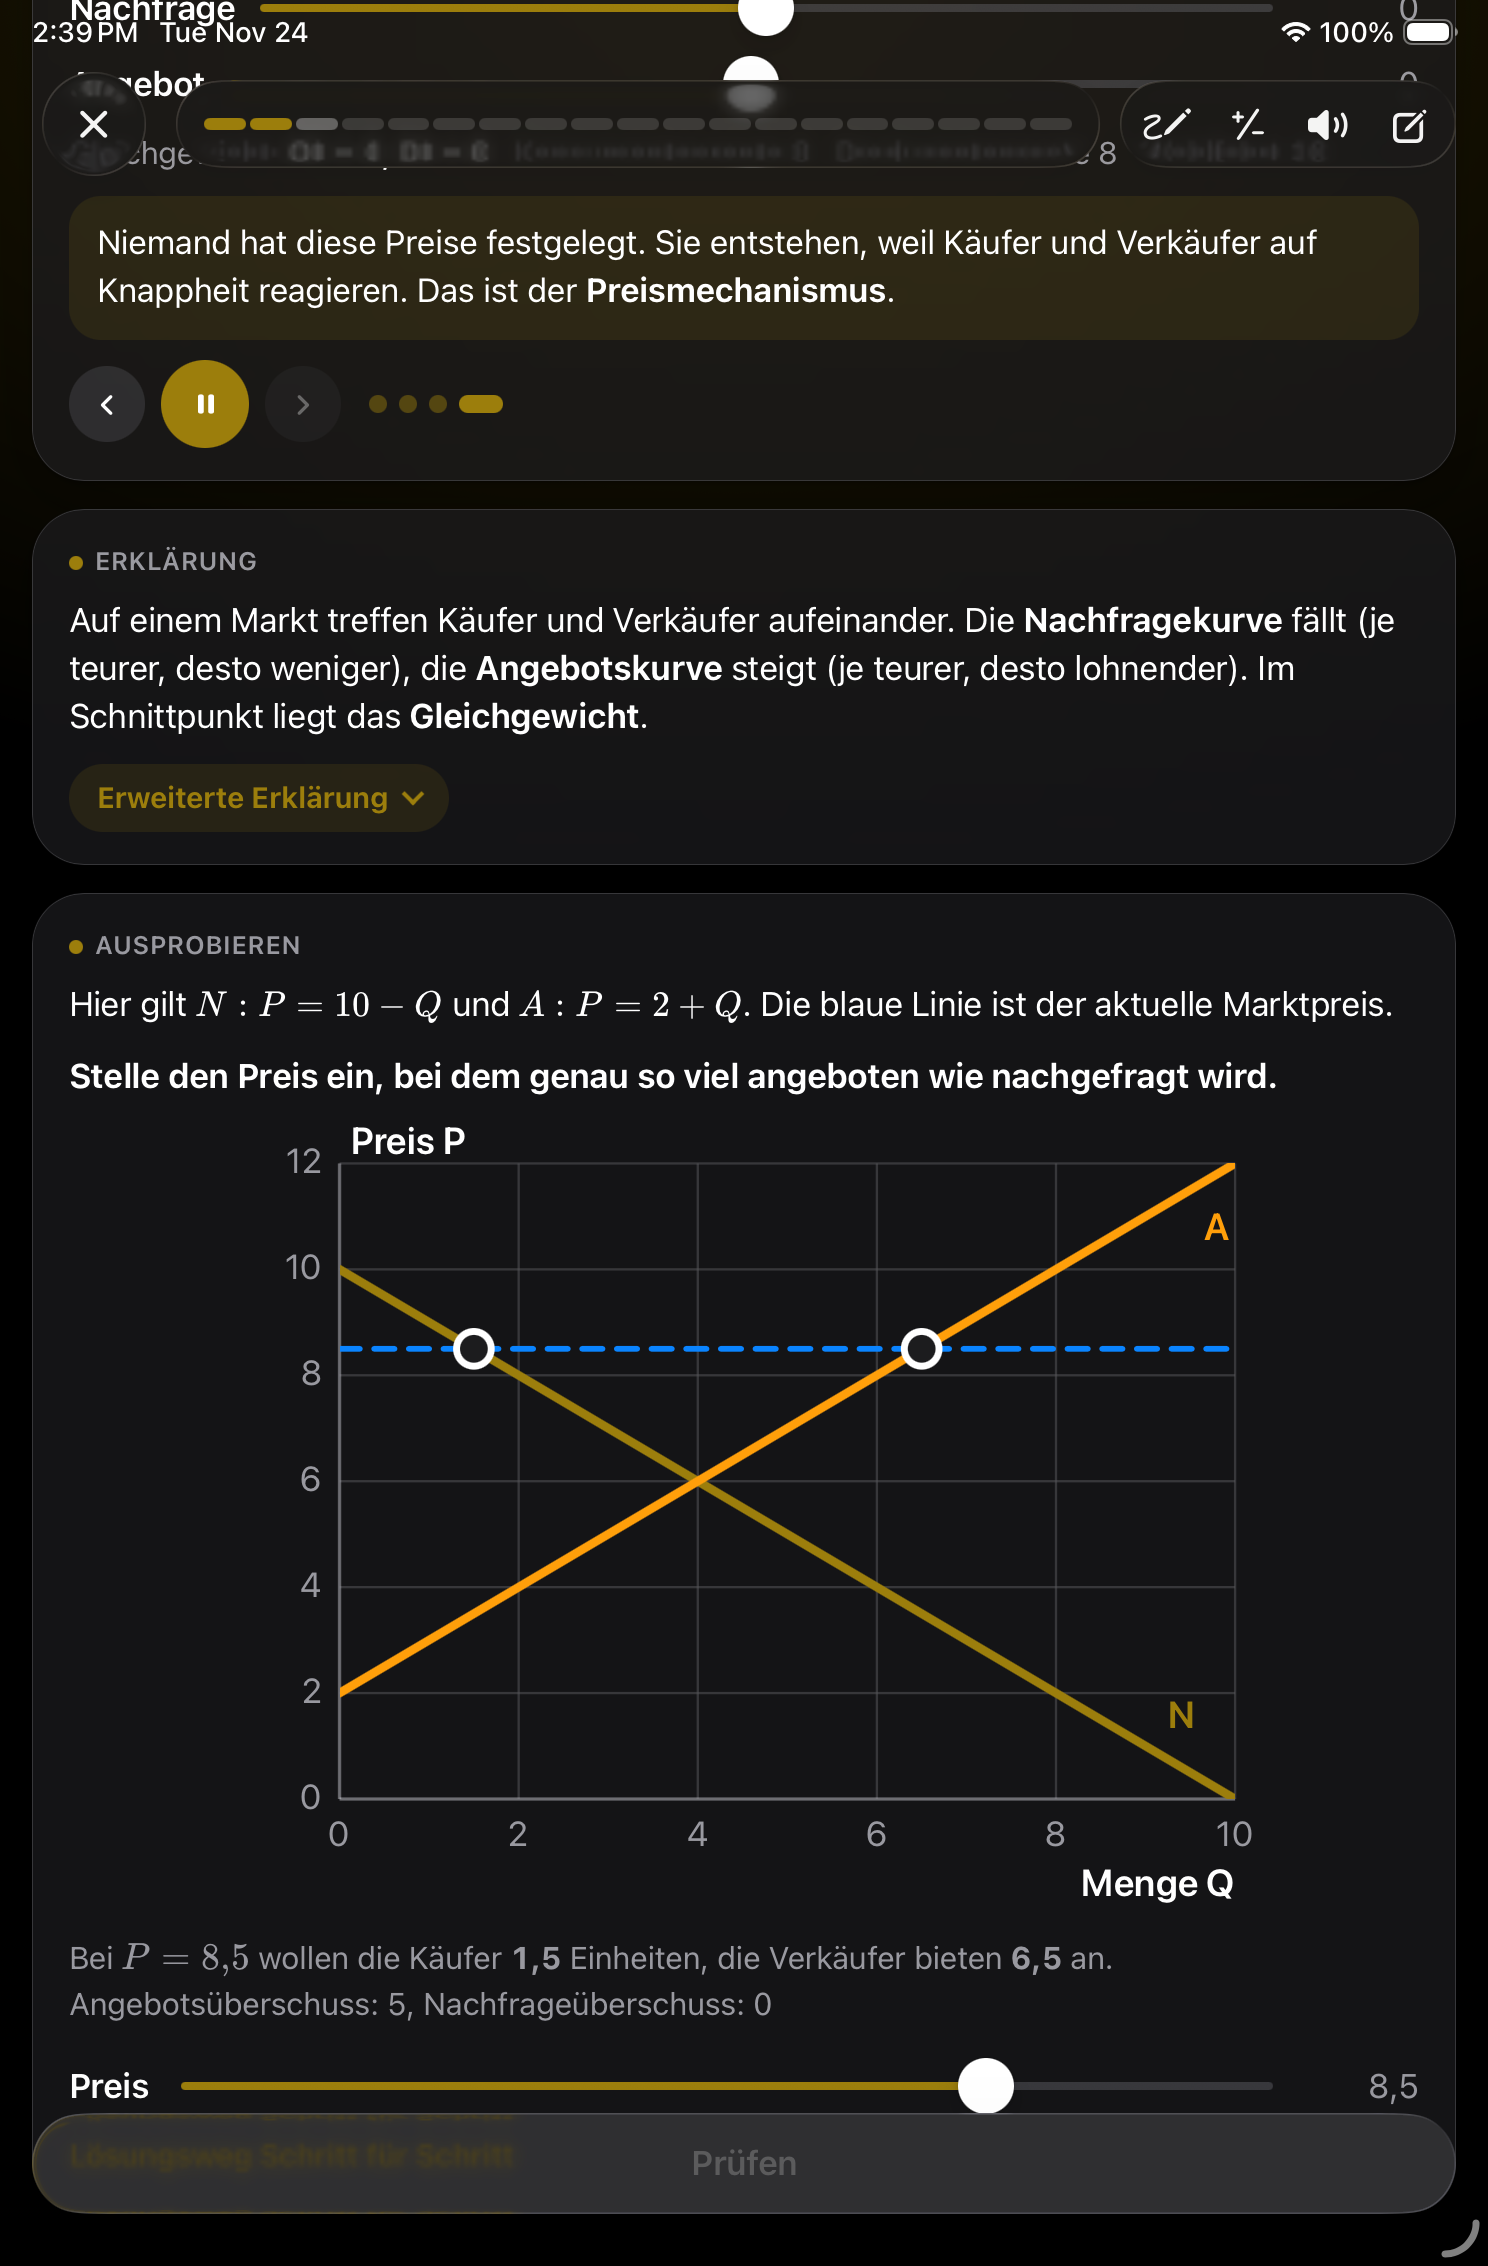 Nachfrage 0
2:39 PM Tue Nov 24 100%
Niemand hat diese Preise festgelegt. Sie entstehen, weil Käufer und Verkäufer auf
Knappheit reagieren. Das ist der Preismechanismus.
ERKLÄRUNG
Auf einem Markt treffen Käufer und Verkäufer aufeinander. Die Nachfragekurve fällt (je
teurer, desto weniger), die Angebotskurve steigt (je teurer, desto lohnender). Im
Schnittpunkt liegt das Gleichgewicht.
Erweiterte Erklärung
AUSPROBIEREN
Hier gilt N : P = 10 − Q und A : P = 2 + Q. Die blaue Linie ist der aktuelle Marktpreis.
Stelle den Preis ein, bei dem genau so viel angeboten wie nachgefragt wird.
Preis P
12
A
10
8
6
4
2
N
0
0 2 4 6 8 10
Menge Q
Bei P = 8,5 wollen die Käufer 1,5 Einheiten, die Verkäufer bieten 6,5 an.
Angebotsüberschuss: 5, Nachfrageüberschuss: 0
Preis 8,5
Lösungsweg Schritt für Schritt
Prüfen